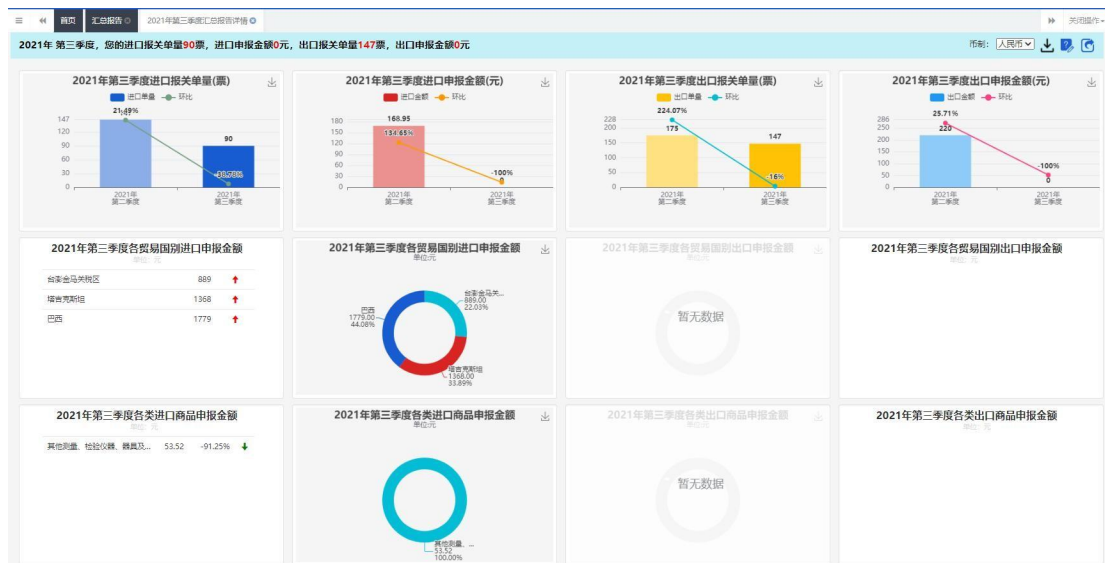 首页 汇总报告 2021年第三季度汇总报告详情 关闭操作
2021年 第三季度，您的进口报关单量90票，进口申报金额0元，出口报关单量147票，出口申报金额0元 币制： 人民币
2021年第三季度进口报关单量(票)
进口单量 环比
21.49%
147
147
120
90
60
30
0
90
2021年
第二季度
2021年
第三季度
2021年第三季度进口申报金额(元)
进口金额 环比
180
150
120
90
60
30
0
168.95
134.65%
-100%
0
2021年
第二季度
2021年
第三季度
2021年第三季度出口报关单量(票)
出口单量 环比
224.07%
228
200
150
100
50
0
175
147
-16%
2021年
第二季度
2021年
第三季度
2021年第三季度出口申报金额(元)
出口金额 环比
25.71%
286
250
200
150
100
50
0
220
-100%
0
2021年
第二季度
2021年
第三季度
2021年第三季度各贸易国别进口申报金额
单位：元
台澎金马关税区 889
塔吉克斯坦 1368
巴西 1779
2021年第三季度各贸易国别进口申报金额
单位:元
台澎金马关...
889.00
22.03%
巴西
1779.00
44.08%
塔吉克斯坦
1368.00
33.89%
2021年第三季度各贸易国别出口申报金额
单位:元
暂无数据
2021年第三季度各贸易国别出口申报金额
单位：元
2021年第三季度各类进口商品申报金额
单位：元
其他测量、检验仪器、器具及... 53.52 -91.25%
2021年第三季度各类进口商品申报金额
单位:元
其他测量、...
53.52
100.00%
2021年第三季度各类出口商品申报金额
单位:元
暂无数据
2021年第三季度各类出口商品申报金额
单位：元